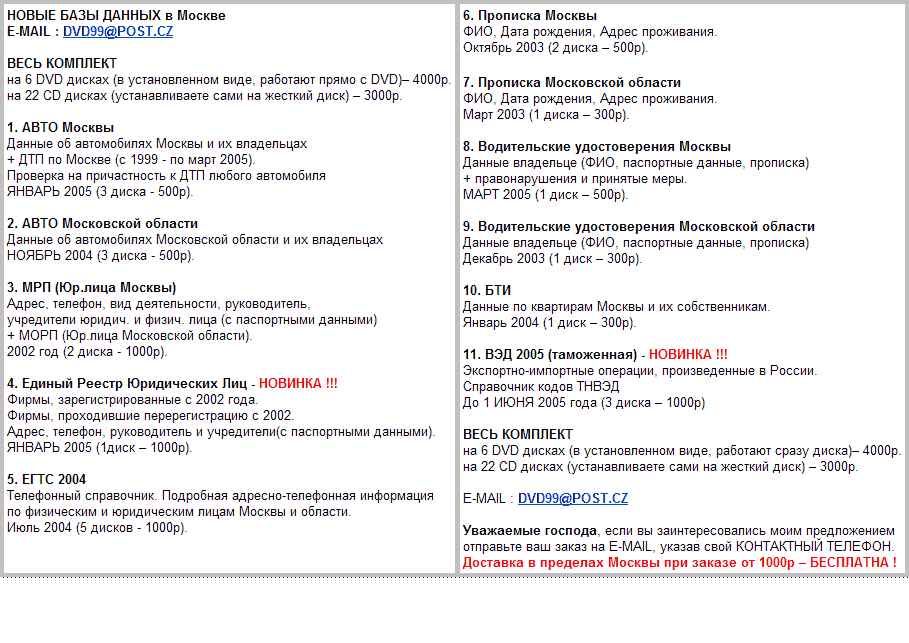 НОВЫЕ БАЗЫ ДАННЫХ в Москве
E-MAIL : DVD99@POST.CZ
ВЕСЬ КОМПЛЕКТ
на 6 DVD дисках (в установленном виде, работают прямо с DVD)– 4000р.
на 22 CD дисках (устанавливаете сами на жесткий диск) – 3000р.
1. АВТО Москвы
Данные об автомобилях Москвы и их владельцах
+ ДТП по Москве (с 1999 - по март 2005).
Проверка на причастность к ДТП любого автомобиля
ЯНВАРЬ 2005 (3 диска - 500р).
2. АВТО Московской области
Данные об автомобилях Московской области и их владельцах
НОЯБРЬ 2004 (3 диска - 500р).
3. МРП (Юр.лица Москвы)
Адрес, телефон, вид деятельности, руководитель,
учредители юридич. и физич. лица (с паспортными данными)
+ МОРП (Юр.лица Московской области).
2002 год (2 диска - 1000р).
4. Единый Реестр Юридических Лиц - НОВИНКА !!!
Фирмы, зарегистрированные с 2002 года.
Фирмы, проходившие перерегистрацию с 2002.
Адрес, телефон, руководитель и учредители(с паспортными данными).
ЯНВАРЬ 2005 (1диск – 1000р).
5. ЕГТС 2004
Телефонный справочник. Подробная адресно-телефонная информация
по физическим и юридическим лицам Москвы и области.
Июль 2004 (5 дисков - 1000р).
6. Прописка Москвы
ФИО, Дата рождения, Адрес проживания.
Октябрь 2003 (2 диска – 500р).
7. Прописка Московской области
ФИО, Дата рождения, Адрес проживания.
Март 2003 (1 диска – 300р).
8. Водительские удостоверения Москвы
Данные владельце (ФИО, паспортные данные, прописка)
+ правонарушения и принятые меры.
МАРТ 2005 (1 диск – 500р).
9. Водительские удостоверения Московской области
Данные владельце (ФИО, паспортные данные, прописка)
Декабрь 2003 (1 диск – 300р).
10. БТИ
Данные по квартирам Москвы и их собственникам.
Январь 2004 (1 диск – 300р).
11. ВЭД 2005 (таможенная) - НОВИНКА !!!
Экспортно-импортные операции, произведенные в России.
Справочник кодов ТНВЭД
До 1 ИЮНЯ 2005 года (3 диска – 1000р)
ВЕСЬ КОМПЛЕКТ
на 6 DVD дисках (в установленном виде, работают сразу диска)– 4000р.
на 22 CD дисках (устанавливаете сами на жесткий диск) – 3000р.
E-MAIL : DVD99@POST.CZ
Уважаемые господа, если вы заинтересовались моим предложением
отправьте ваш заказ на E-MAIL, указав свой КОНТАКТНЫЙ ТЕЛЕФОН.
Доставка в пределах Москвы при заказе от 1000р – БЕСПЛАТНА !